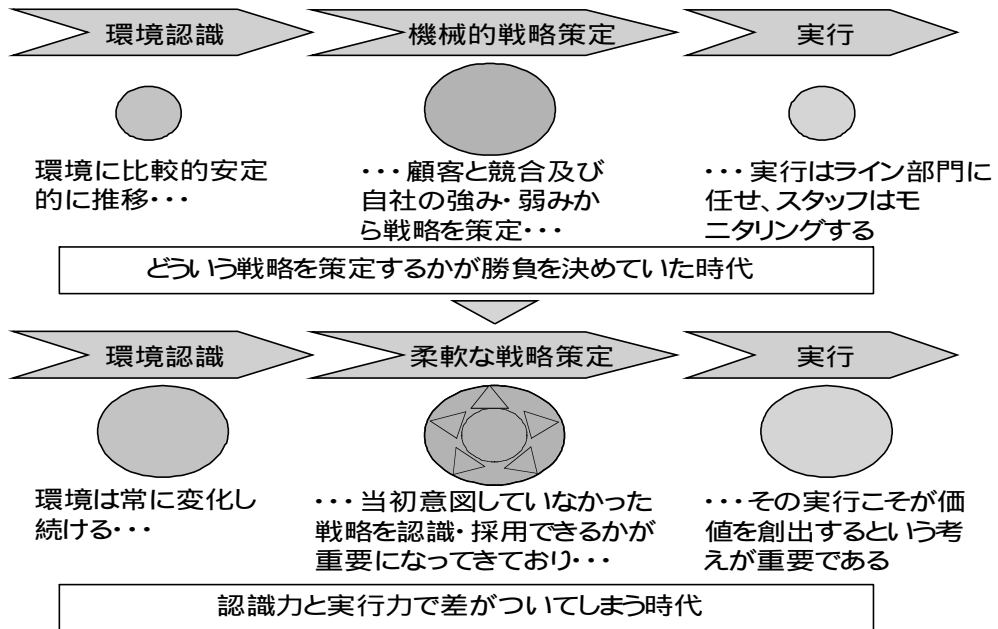 環境認識
機械的戦略策定
実行
環境に比較的安定
的に推移・・・
・・・顧客と競合及び
自社の強み・弱みか
ら戦略を策定・・・
・・・実行はライン部門に
任せ、スタッフはモ
ニタリングする
どういう戦略を策定するかが勝負を決めていた時代
環境認識
柔軟な戦略策定
実行
環境は常に変化し
続ける・・・
・・・当初意図していなかった
戦略を認識・採用できるかが
重要になってきており・・・
・・・その実行こそが価
値を創出するという考
えが重要である
認識力と実行力で差がついてしまう時代